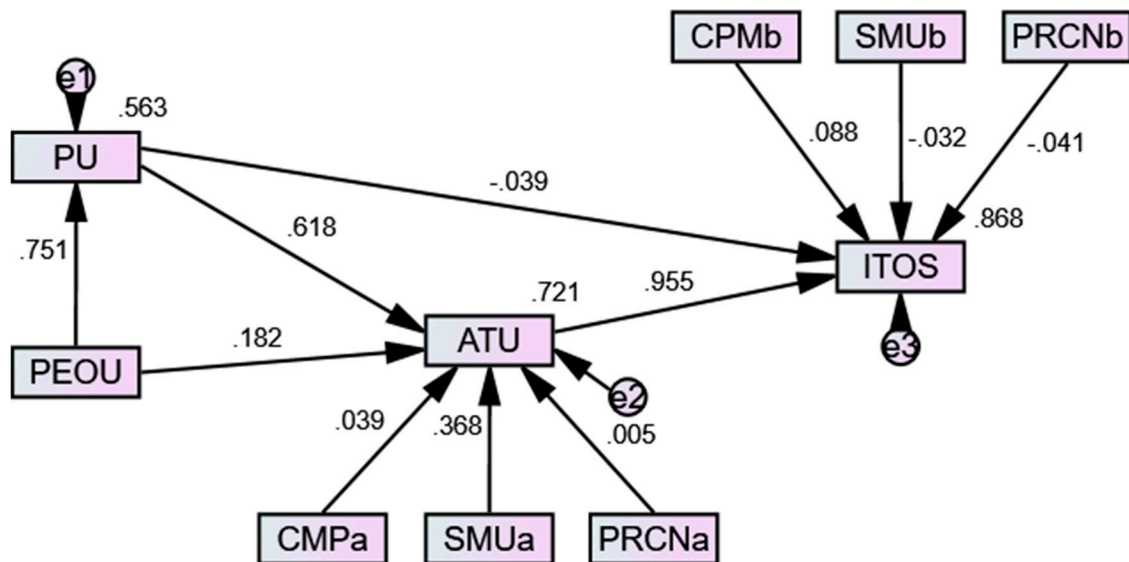 CPMb SMUb PRCNb
e1
.563
.088 -.032 -.041
PU
-.039
.618
.868
.751
ITOS
.721 .955
.182 ATU
PEOU
e3
e2
.039 .368 .005
CMPa SMUa PRCNa